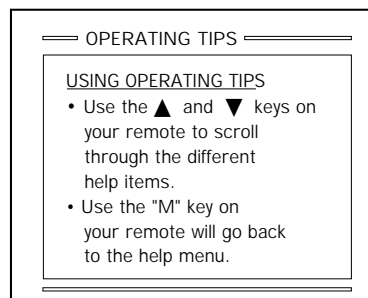 OPERATING TIPS
USING OPERATING TIPS
• Use the ▲ and ▼ keys on
your remote to scroll
through the different
help items.
• Use the "M" key on
your remote will go back
to the help menu.